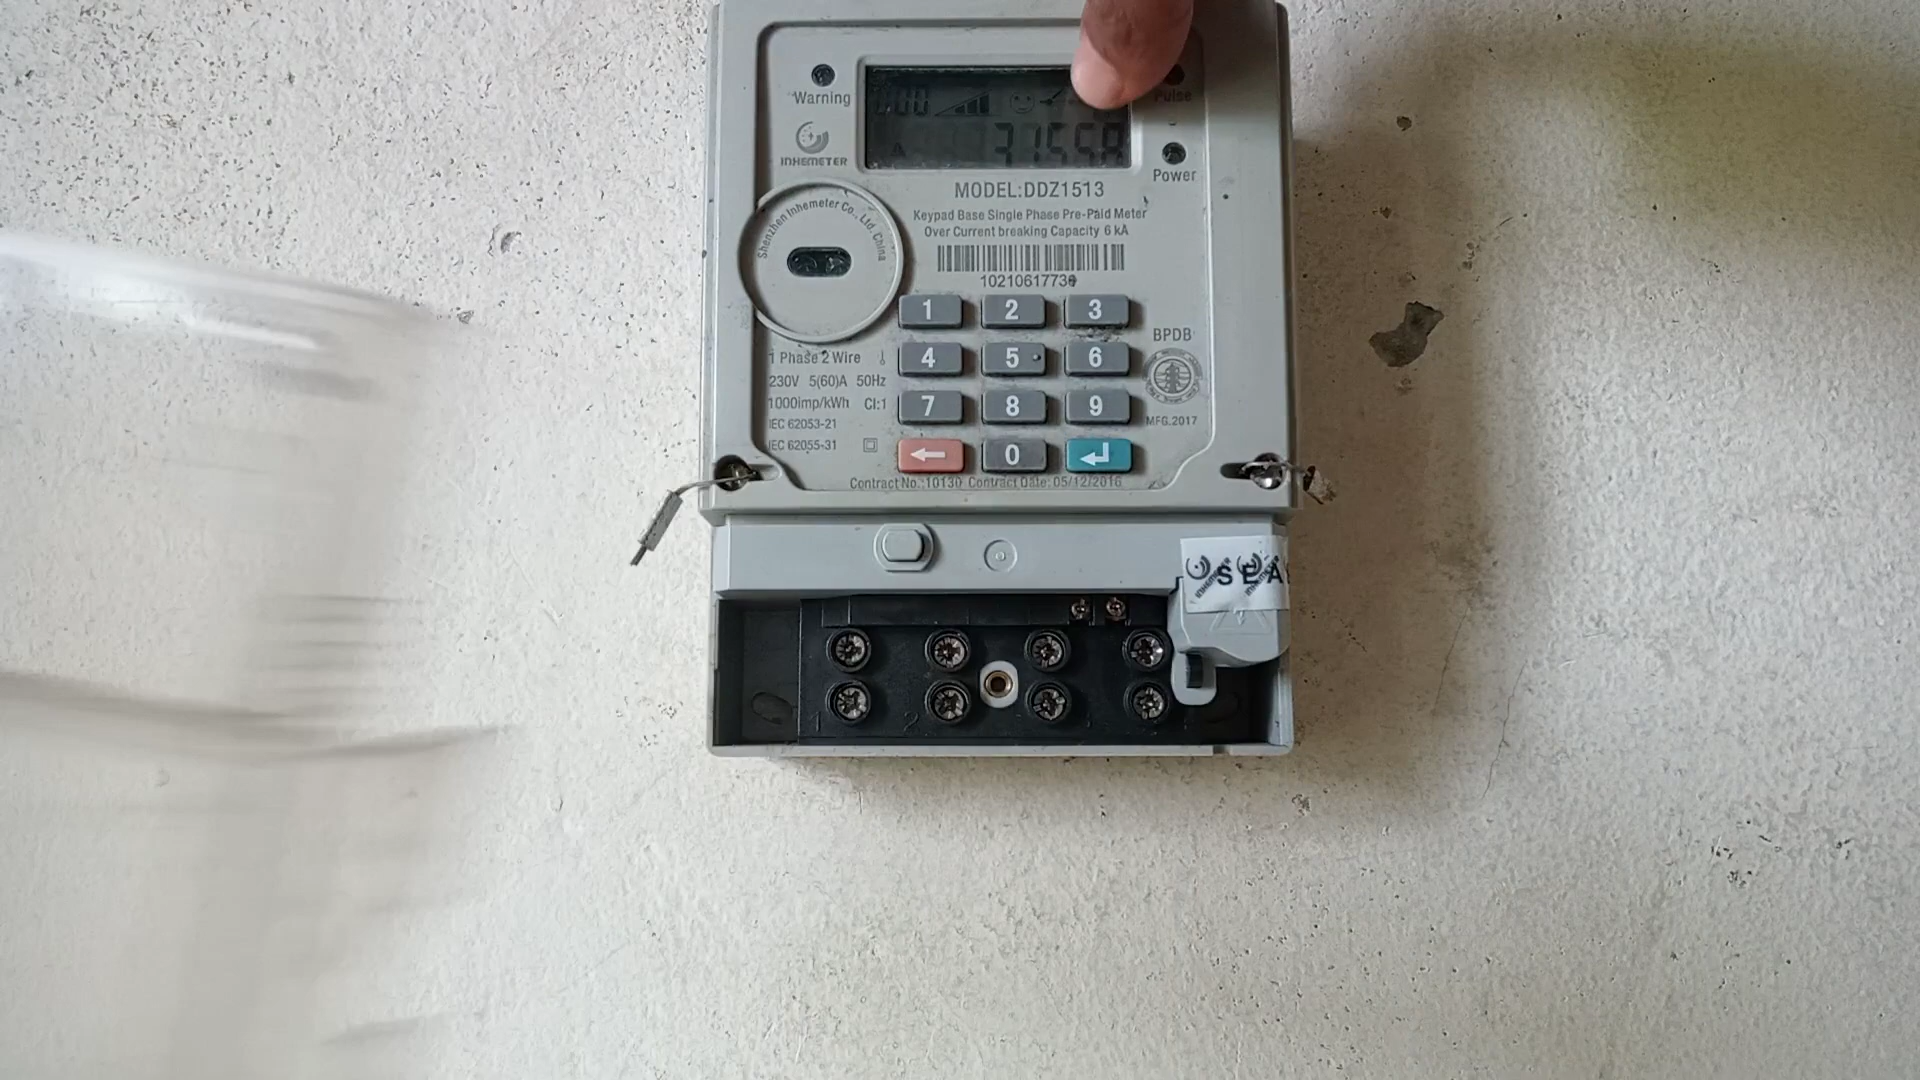 Warning
Pulse
INHEMETER
Power
MODEL:DDZ1513
Keypad Base Single Phase Pre-Paid Meter
Over Current breaking Capacity 6 kA
Shenzhen Inhemeter Co., Ltd. China
1 2 3
1 Phase 2 Wire
BPDB
4 5 6
230V 5(60)A 50Hz
1000imp/kWh Cl:1
7 8 9
IEC 62053-21
MFG.2017
IEC 62055-31
0
Contract No.:10130 Contract Date: 05/12/2016
1 2